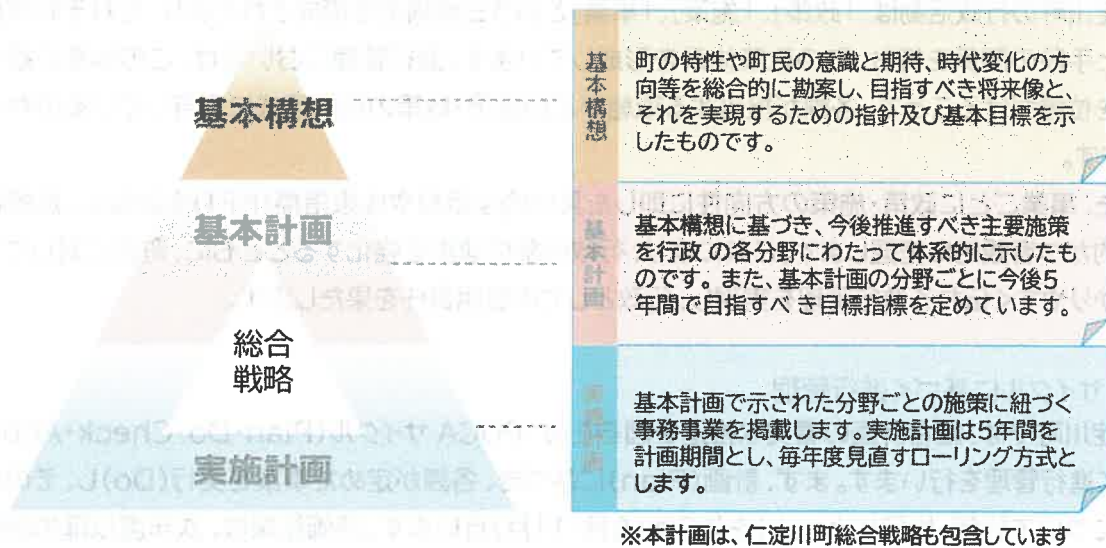 基本構想
基本計画
総合
戦略
実施計画
基本構想
町の特性や町民の意識と期待、時代変化の方
向等を総合的に勘案し、目指すべき将来像と、
それを実現するための指針及び基本目標を示
したものです。
基本計画
基本構想に基づき、今後推進すべき主要施策
を行政 の各分野にわたって体系的に示したも
のです。また、基本計画の分野ごとに今後5
年間で目指すべ き目標指標を定めています。
実施計画
基本計画で示された分野ごとの施策に紐づく
事務事業を掲載します。実施計画は5年間を
計画期間とし、毎年度見直すローリング方式と
します。
※本計画は、仁淀川町総合戦略も包含しています